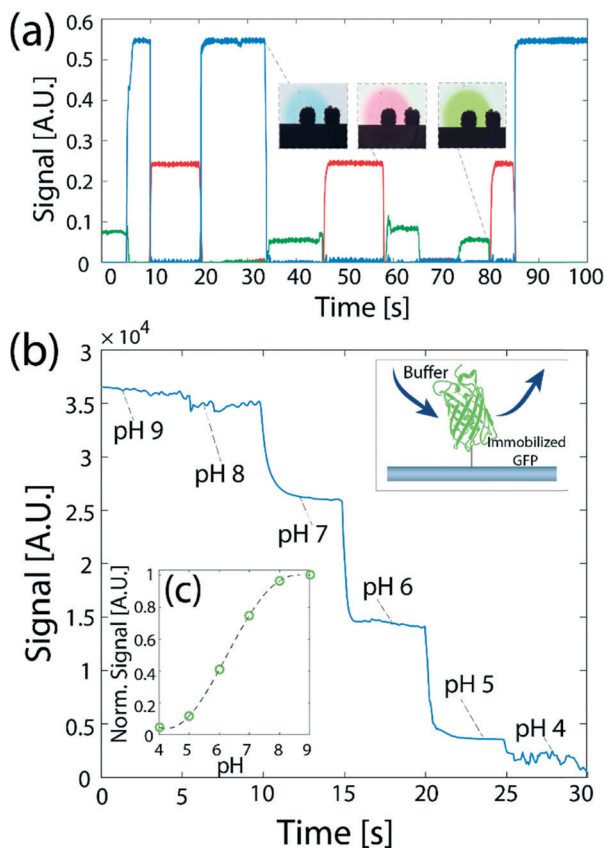 (a)
Signal [A.U.]
0.6
0.5
0.4
0.3
0.2
0.1
0
0 10 20 30 40 50 60 70 80 90 100
Time [s]
(b)
× 10⁴
Signal [A.U.]
3
3.5
2.5
1.5
1
0.5
0
0 5 10 15 20 25 30
Time [s]
pH 9
pH 8
pH 7
pH 6
pH 5
pH 4
Buffer
Immobilized
GFP
(c)
Norm. Signal [A.U.]
1
0.8
0.6
0.4
0.2
0
4 5 6 7 8 9
pH